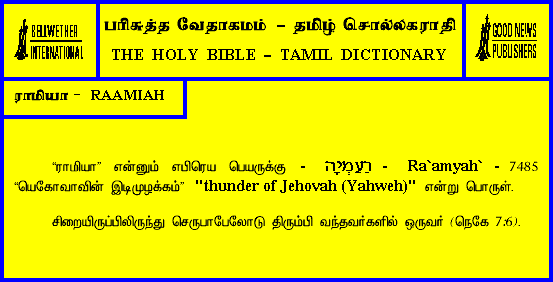 BELLWETHER
INTERNATIONAL
பரிசுத்த வேதாகமம் – தமிழ் சொல்லகராதி
THE HOLY BIBLE – TAMIL DICTIONARY
GOOD NEWS
PUBLISHERS
ராமியா – RAAMIAH
“ராமியா” என்னும் எபிரெய பெயருக்கு - רַעַמְיָה - Ra`amyah` - 7485
“யெகோவாவின் இடிமுழக்கம்” "thunder of Jehovah (Yahweh)" என்று பொருள்.
சிறையிருப்பிலிருந்து செருபாபேலோடு திரும்பி வந்தவர்களில் ஒருவர் (நெகே 7:6).